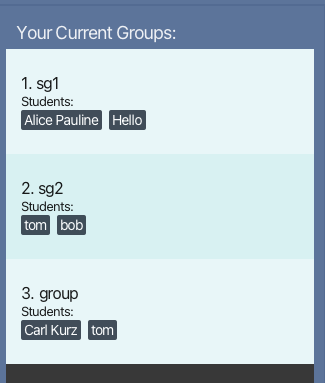 Your Current Groups:
1. sg1
Students:
Alice Pauline Hello
2. sg2
Students:
tom bob
3. group
Students:
Carl Kurz tom